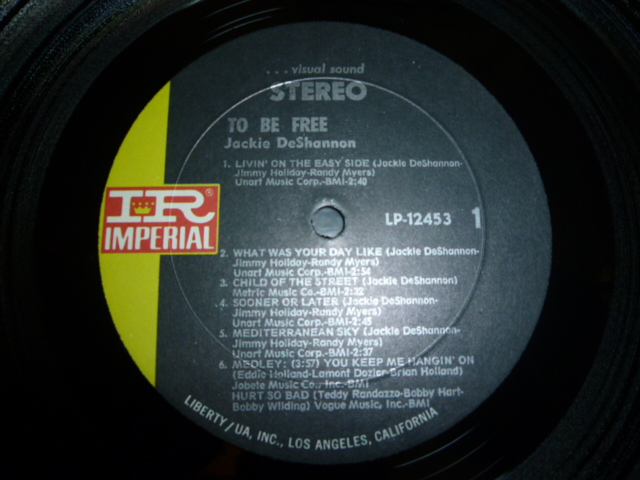 ...visual sound
STEREO
TO BE FREE
Jackie DeShannon
1. LIVIN' ON THE EASY SIDE (Jackie DeShannon-
Jimmy Holiday-Randy Myers)
Unart Music Corp.-BMI-2:40
IR
®
IMPERIAL
LP-12453 1
2. WHAT WAS YOUR DAY LIKE (Jackie DeShannon-
Jimmy Holiday-Randy Myers)
Unart Music Corp.-BMI-2:54
3. CHILD OF THE STREET (Jackie DeShannon)
Metric Music Co.-BMI-2:32
4. SOONER OR LATER (Jackie DeShannon-
Jimmy Holiday-Randy Myers)
Unart Music Corp.-BMI-2:45
5. MEDITERRANEAN SKY (Jackie DeShannon-
Jimmy Holiday-Randy Myers)
Unart Music Corp.-BMI-2:37
6. MEDLEY: (3:57) YOU KEEP ME HANGIN' ON
(Eddie Holland-Lamont Dozier-Brian Holland)
Jobete Music Co., Inc.-BMI
HURT SO BAD (Teddy Randazzo-Bobby Hart-
Bobby Wilding) Vogue Music, Inc.-BMI
LIBERTY/UA, INC., LOS ANGELES, CALIFORNIA